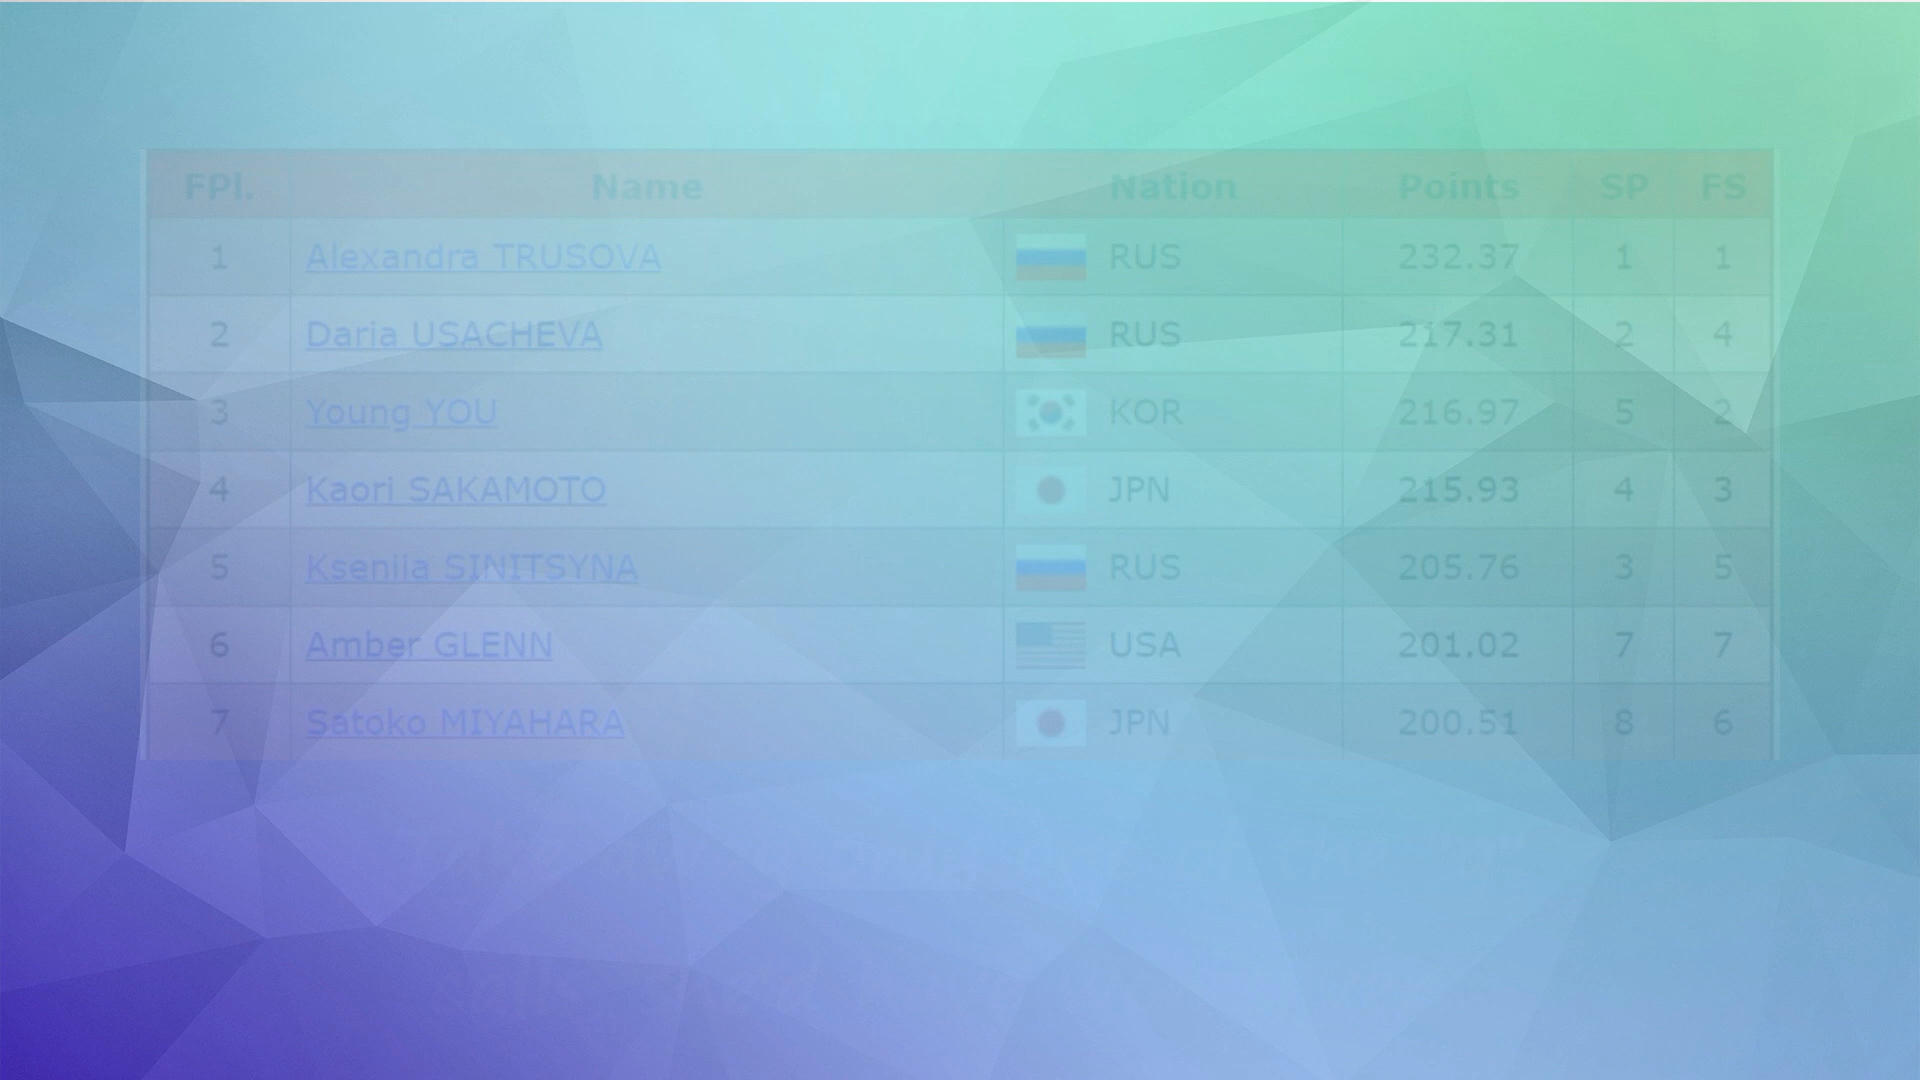 FPl. Name Nation Points SP FS
1 Alexandra TRUSOVA RUS 232.37 1 1
2 Daria USACHEVA RUS 217.31 2 4
3 Young YOU KOR 216.97 5 2
4 Kaori SAKAMOTO JPN 215.93 4 3
5 Kseniia SINITSYNA RUS 205.76 3 5
6 Amber GLENN USA 201.02 7 7
7 Satoko MIYAHARA JPN 200.51 8 6